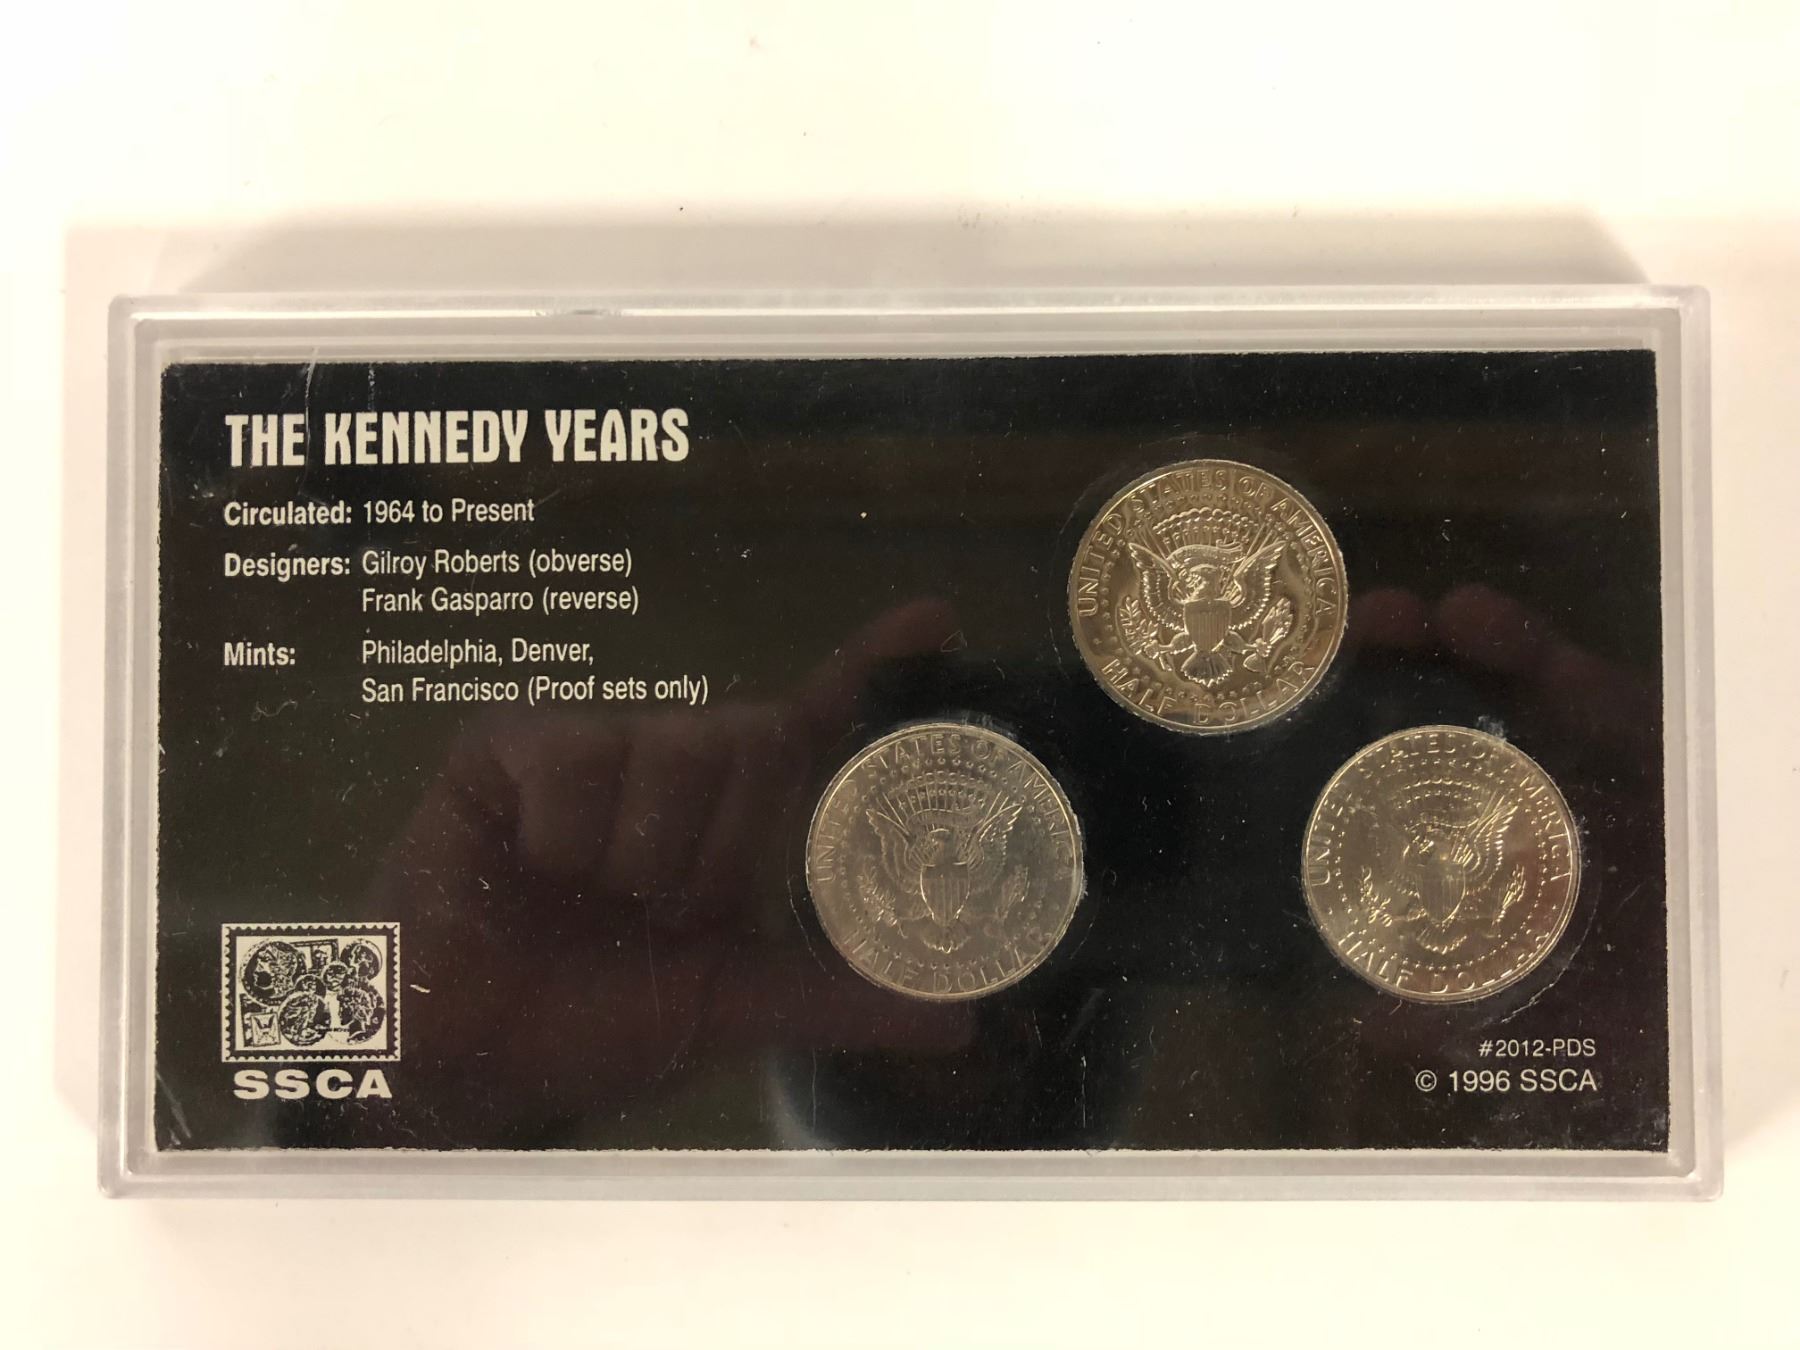 THE KENNEDY YEARS
Circulated: 1964 to Present
Designers: Gilroy Roberts (obverse)
Frank Gasparro (reverse)
Mints: Philadelphia, Denver,
San Francisco (Proof sets only)
UNITED STATES OF AMERICA
HALF DOLLAR
UNITED STATES OF AMERICA
HALF DOLLAR
UNITED STATES OF AMERICA
HALF DOLLAR
SSCA
#2012-PDS
© 1996 SSCA